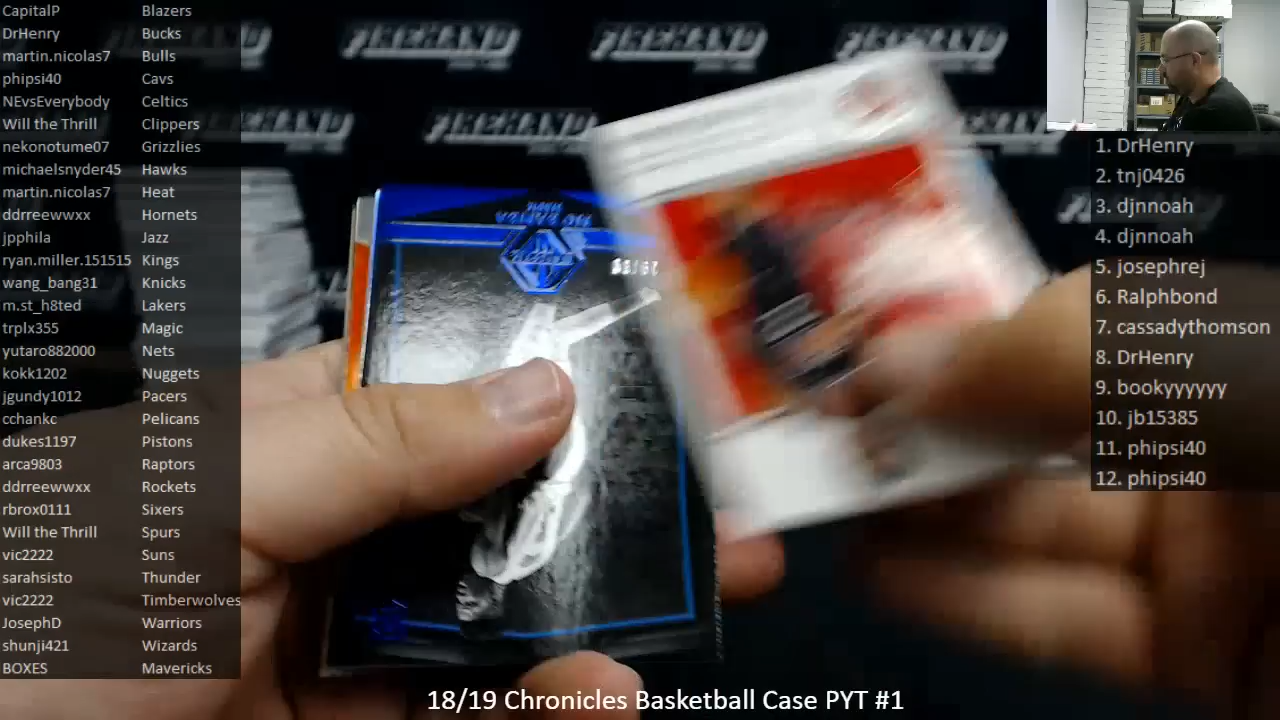 CapitalP Blazers
DrHenry Bucks
martin.nicolas7 Bulls
phipsi40 Cavs
NEvsEverybody Celtics
Will the Thrill Clippers
nekonotume07 Grizzlies
michaelsnyder45 Hawks
martin.nicolas7 Heat
ddrreewwxx Hornets
jpphila Jazz
ryan.miller.151515 Kings
wang_bang31 Knicks
m.st_h8ted Lakers
trplx355 Magic
yutaro882000 Nets
kokk1202 Nuggets
jgundy1012 Pacers
cchankc Pelicans
dukes1197 Pistons
arca9803 Raptors
ddrreewwxx Rockets
rbrox0111 Sixers
Will the Thrill Spurs
vic2222 Suns
sarahsisto Thunder
vic2222 Timberwolves
JosephD Warriors
shunji421 Wizards
BOXES Mavericks
1. DrHenry
2. tnj0426
3. djnnoah
4. djnnoah
5. josephrej
6. Ralphbond
7. cassadythomson
8. DrHenry
9. bookyyyyyy
10. jb15385
11. phipsi40
12. phipsi40
FIREHAND
FIREHAND
FIREHAND
18/19 Chronicles Basketball Case PYT #1